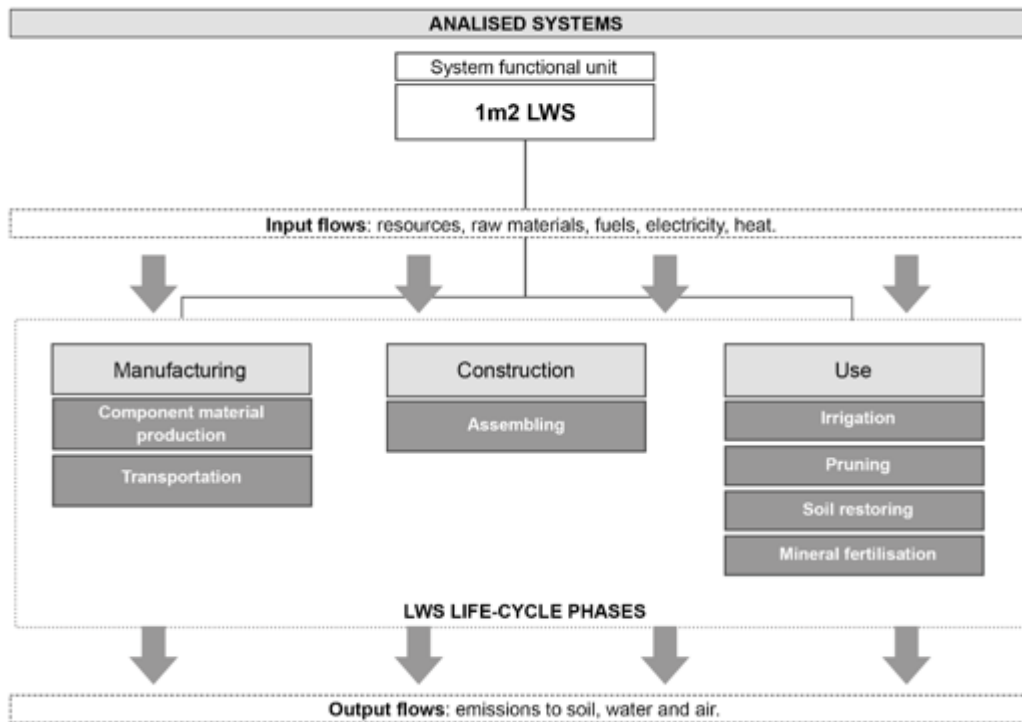 ANALISED SYSTEMS
System functional unit
1m2 LWS
Input flows: resources, raw materials, fuels, electricity, heat.
Manufacturing
Component material
production
Transportation
Construction
Assembling
Use
Irrigation
Pruning
Soil restoring
Mineral fertilisation
LWS LIFE-CYCLE PHASES
Output flows: emissions to soil, water and air.